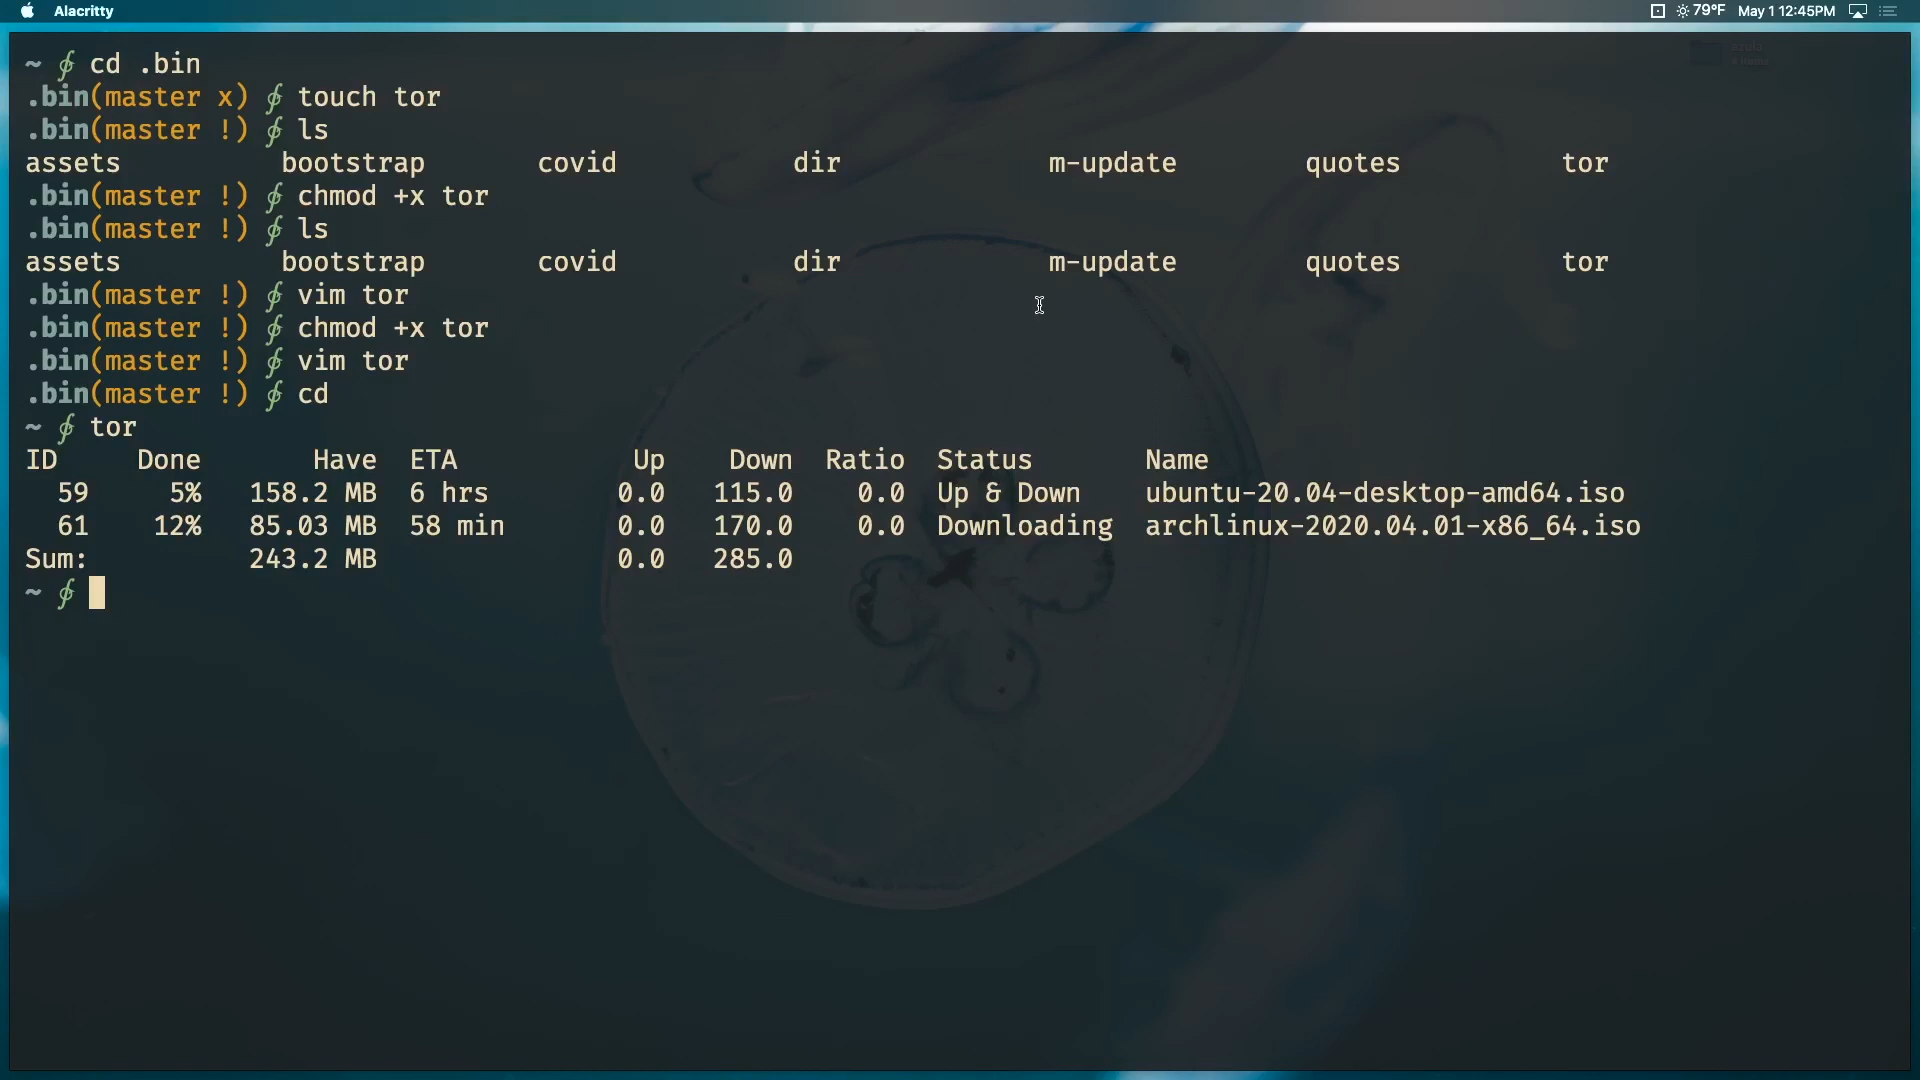 Alacritty 79°F May 1 12:45PM
~ ∮ cd .bin
.bin(master x) ∮ touch tor
.bin(master !) ∮ ls
assets bootstrap covid dir m-update quotes tor
.bin(master !) ∮ chmod +x tor
.bin(master !) ∮ ls
assets bootstrap covid dir m-update quotes tor
.bin(master !) ∮ vim tor
.bin(master !) ∮ chmod +x tor
.bin(master !) ∮ vim tor
.bin(master !) ∮ cd
~ ∮ tor
ID Done Have ETA Up Down Ratio Status Name
59 5% 158.2 MB 6 hrs 0.0 115.0 0.0 Up & Down ubuntu-20.04-desktop-amd64.iso
61 12% 85.03 MB 58 min 0.0 170.0 0.0 Downloading archlinux-2020.04.01-x86_64.iso
Sum: 243.2 MB 0.0 285.0
~ ∮